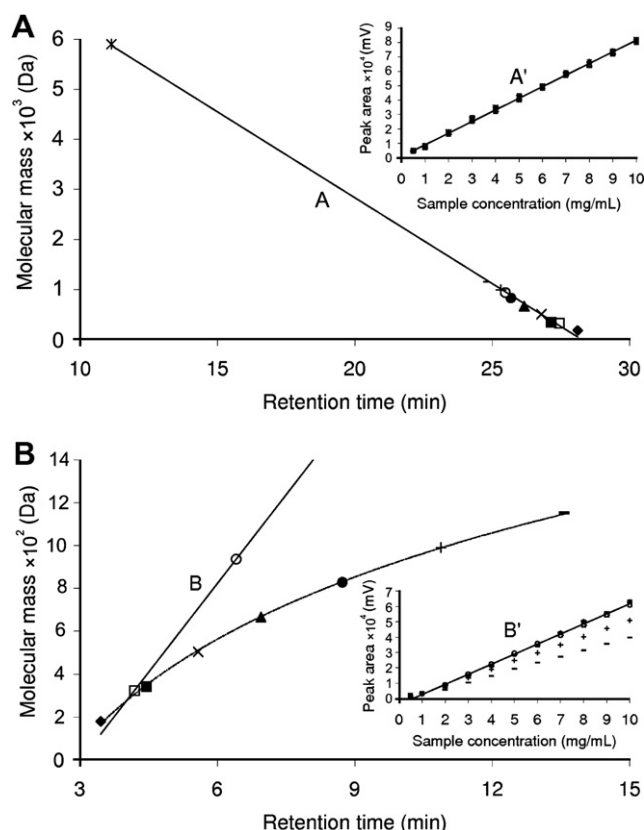 A
Molecular mass ×10³ (Da)
6
5
4
3
2
1
0
10
15
20
25
30
Retention time (min)
A
Peak area ×10⁴ (mV)
9
8
7
6
5
4
3
2
1
0
A'
0 1 2 3 4 5 6 7 8 9 10
Sample concentration (mg/mL)
B
Molecular mass ×10² (Da)
14
12
10
8
6
4
2
0
3 6 9 12 15
Retention time (min)
B
Peak area ×10⁴ (mV)
7
6
5
4
3
2
1
0
B'
0 1 2 3 4 5 6 7 8 9 10
Sample concentration (mg/mL)